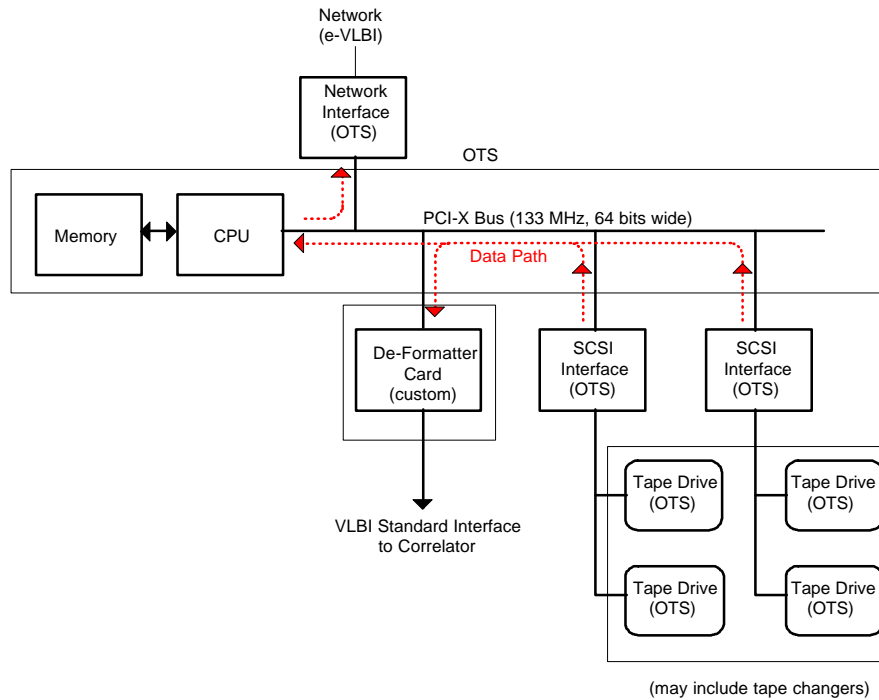 Network
(e-VLBI)
Network
Interface
(OTS)
OTS
Memory
CPU
PCI-X Bus (133 MHz, 64 bits wide)
Data Path
De-Formatter
Card
(custom)
SCSI
Interface
(OTS)
SCSI
Interface
(OTS)
VLBI Standard Interface
to Correlator
Tape Drive
(OTS)
Tape Drive
(OTS)
Tape Drive
(OTS)
Tape Drive
(OTS)
(may include tape changers)